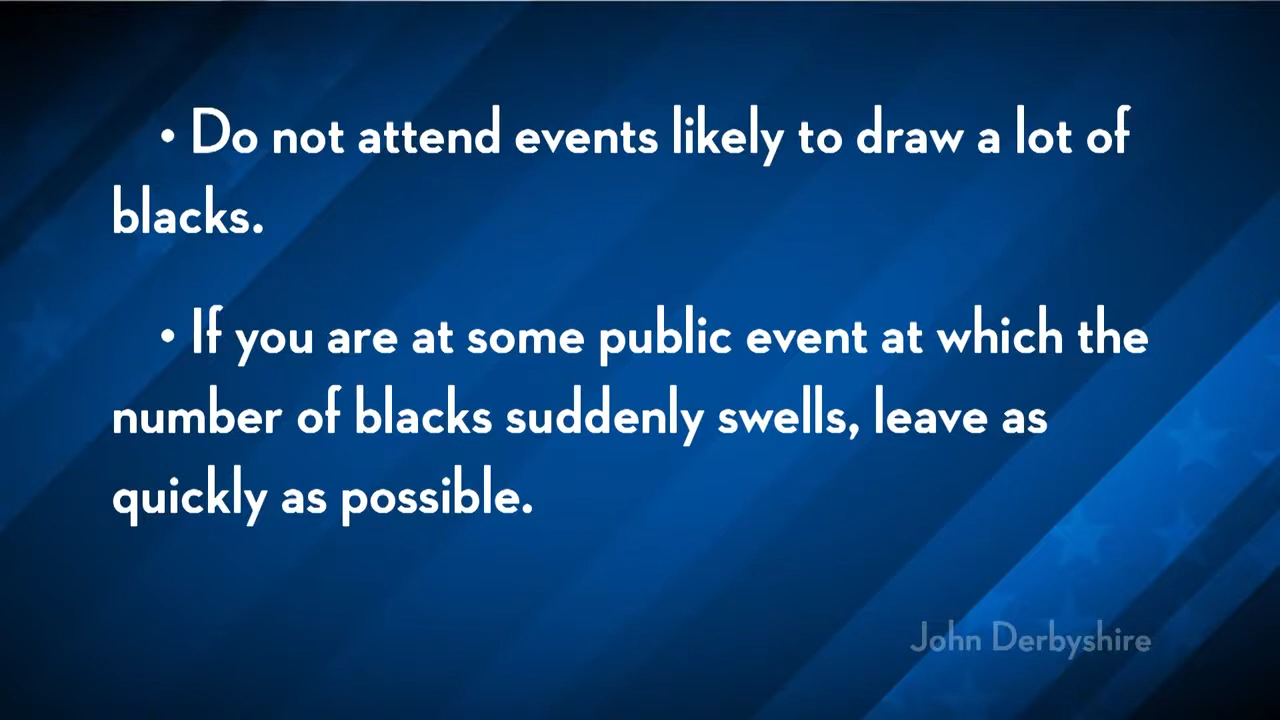 • Do not attend events likely to draw a lot of
blacks.
• If you are at some public event at which the
number of blacks suddenly swells, leave as
quickly as possible.
John Derbyshire